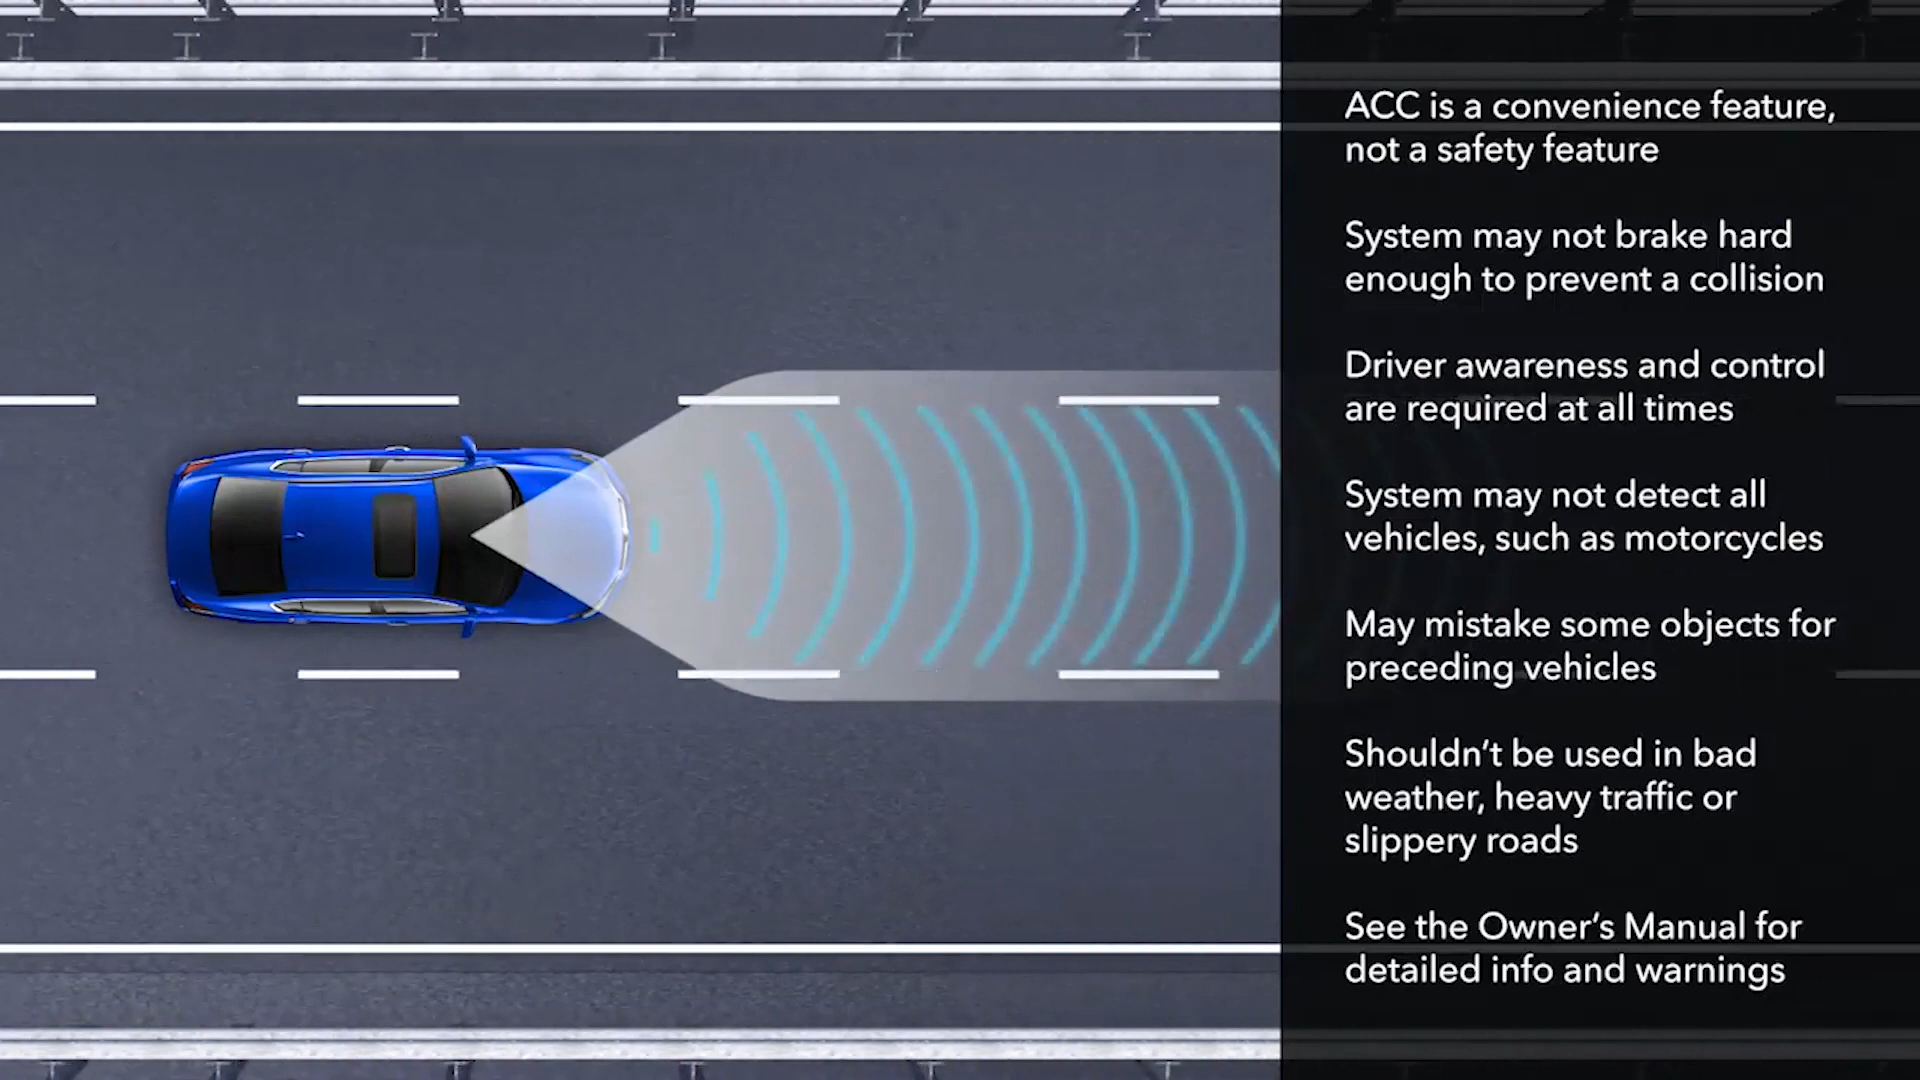 ACC is a convenience feature,
not a safety feature
System may not brake hard
enough to prevent a collision
Driver awareness and control
are required at all times
System may not detect all
vehicles, such as motorcycles
May mistake some objects for
preceding vehicles
Shouldn’t be used in bad
weather, heavy traffic or
slippery roads
See the Owner’s Manual for
detailed info and warnings